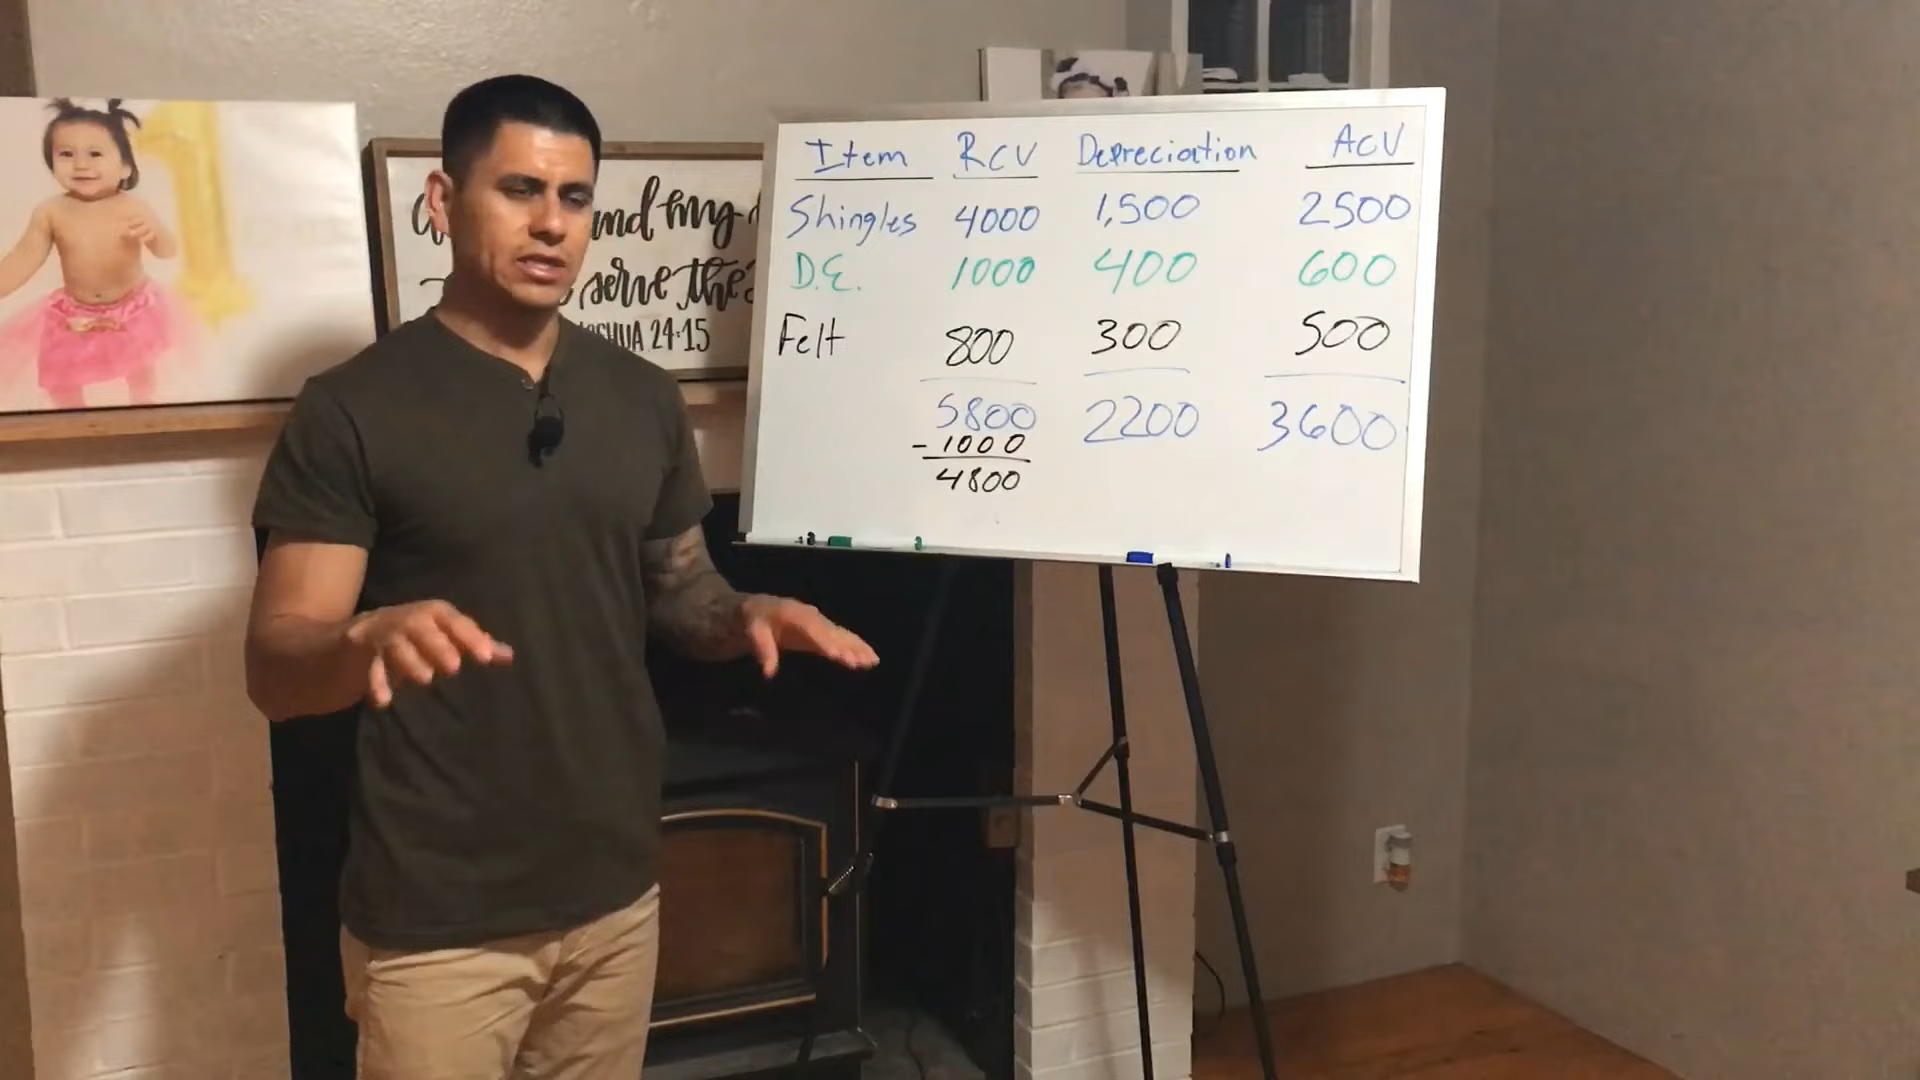 and my
serve the
JOSHUA 24:15
Item RCV Depreciation ACV
Shingles 4000 1,500 2500
D.E. 1000 400 600
Felt 800 300 500
5800 2200 3600
- 1000
4800